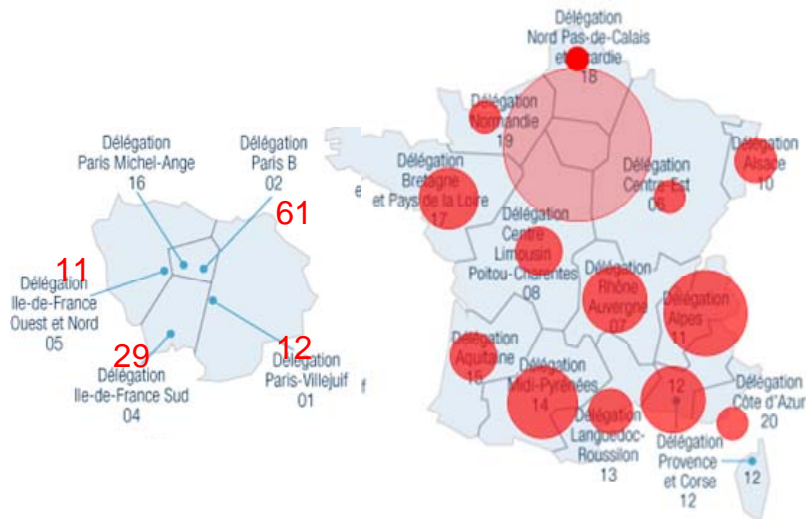 Délégation
Paris Michel-Ange
16
Délégation
Paris B
02
61
11
Délégation
Ile-de-France
Ouest et Nord
05
29
Délégation
Ile-de-France Sud
04
12
Délégation
Paris-Villejuif
01
Délégation
Nord Pas-de-Calais
18
Délégation
Normandie
19
Délégation
Alsace
10
Délégation
Bretagne
et Pays de la Loire
17
Délégation
Centre-Est
06
Délégation
Centre
Limousin
Poitou-Charentes
08
Délégation
Rhône
Auvergne
07
Délégation
Alpes
11
Délégation
Aquitaine
15
Délégation
Midi-Pyrénées
14
Délégation
Languedoc-
Roussillon
13
12
Délégation
Côte d'Azur
20
Délégation
Provence
et Corse
12
12